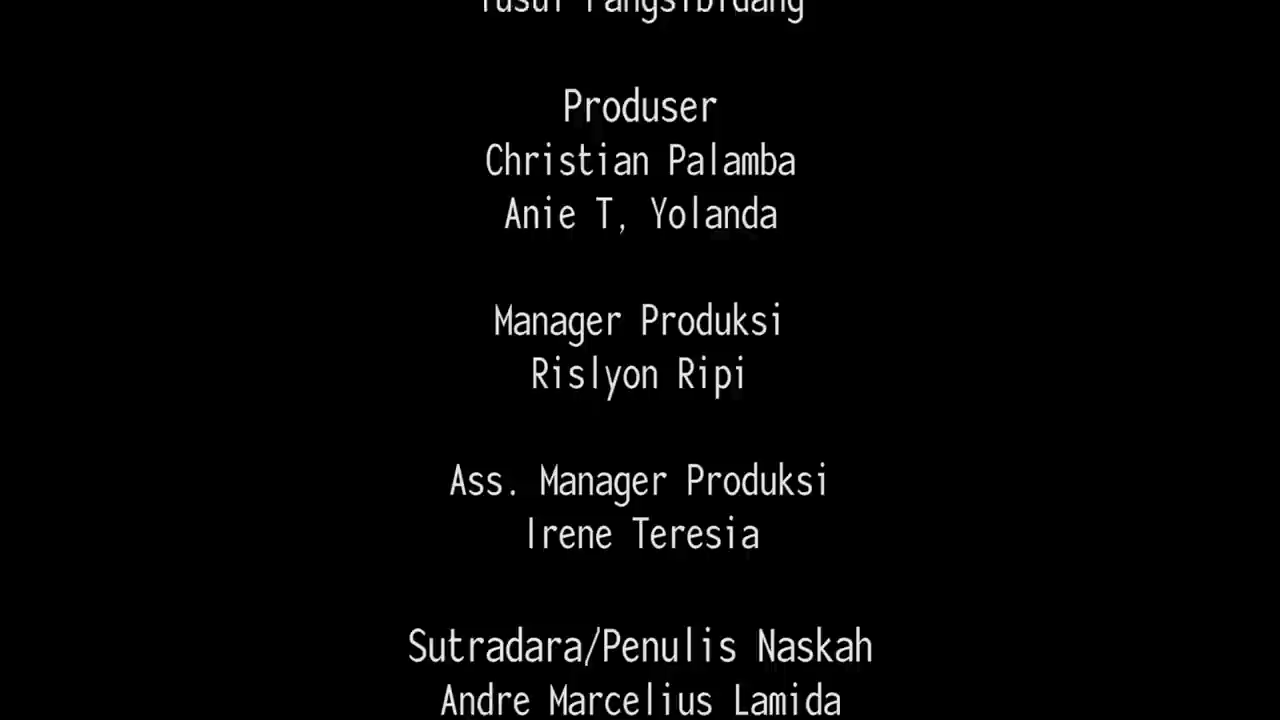 Produser
Christian Palamba
Anie T, Yolanda
Manager Produksi
Rislyon Ripi
Ass. Manager Produksi
Irene Teresia
Sutradara/Penulis Naskah
Andre Marcelius Lamida